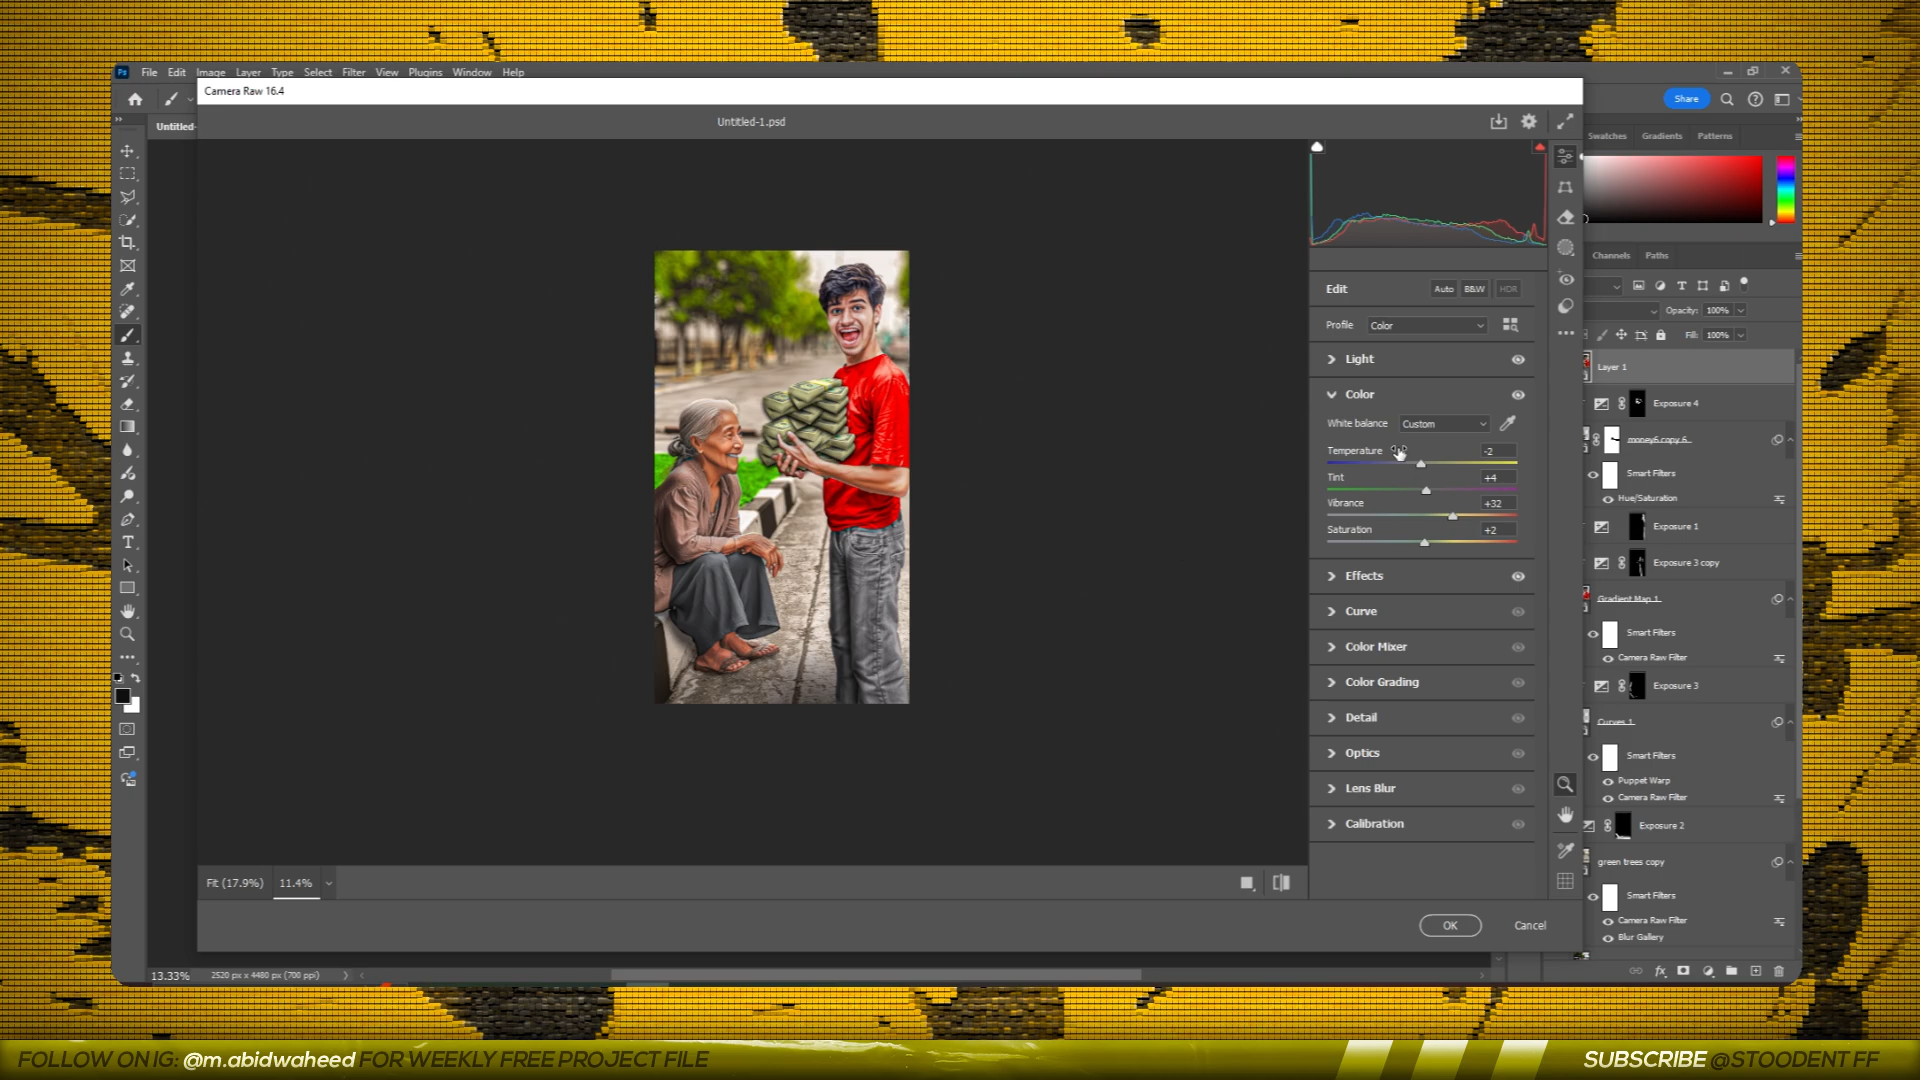 File Edit Image Layer Type Select Filter View Plugins Window Help
Camera Raw 16.4
Share
Untitled-
Untitled-1.psd
Swatches Gradients Patterns
Channels Paths
Edit Auto B&W HDR
Profile Color
Light
Color
White balance Custom
Temperature -2
Tint +4
Vibrance +32
Saturation +2
Effects
Curve
Color Mixer
Color Grading
Detail
Optics
Lens Blur
Calibration
Opacity: 100%
Fill: 100%
Layer 1
Exposure 4
money6 copy 6
Smart Filters
Hue/Saturation
Exposure 1
Exposure 3 copy
Gradient Map 1
Smart Filters
Camera Raw Filter
Exposure 3
Curves 1
Smart Filters
Puppet Warp
Camera Raw Filter
Exposure 2
green trees copy
Smart Filters
Camera Raw Filter
Blur Gallery
Fit (17.9%) 11.4%
OK Cancel
13.33% 2520 px x 4480 px (700 ppi)
FOLLOW ON IG: @m.abidwaheed FOR WEEKLY FREE PROJECT FILE
SUBSCRIBE @STOODENT FF